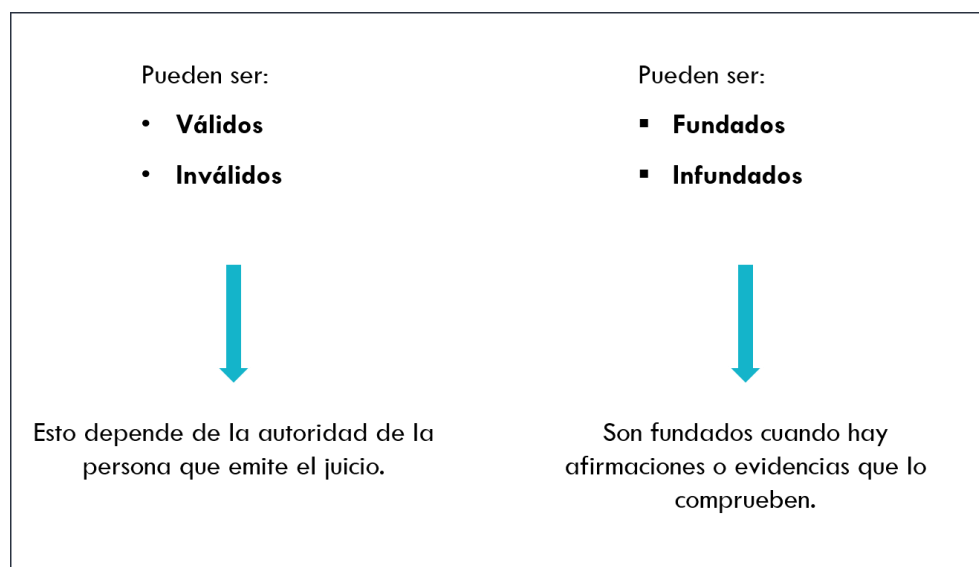 Pueden ser:
• Válidos
• Inválidos
Esto depende de la autoridad de la
persona que emite el juicio.
Pueden ser:
▪ Fundados
▪ Infundados
Son fundados cuando hay
afirmaciones o evidencias que lo
comprueben.